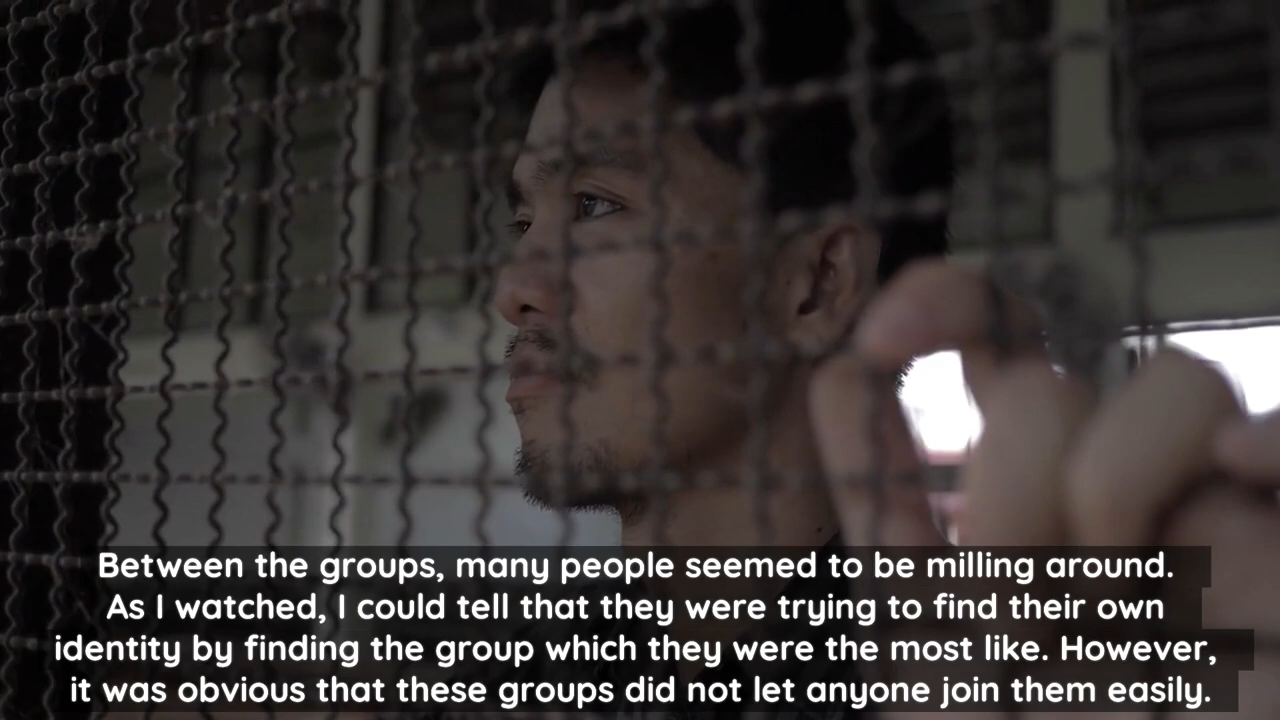 Between the groups, many people seemed to be milling around.
As I watched, I could tell that they were trying to find their own
identity by finding the group which they were the most like. However,
it was obvious that these groups did not let anyone join them easily.